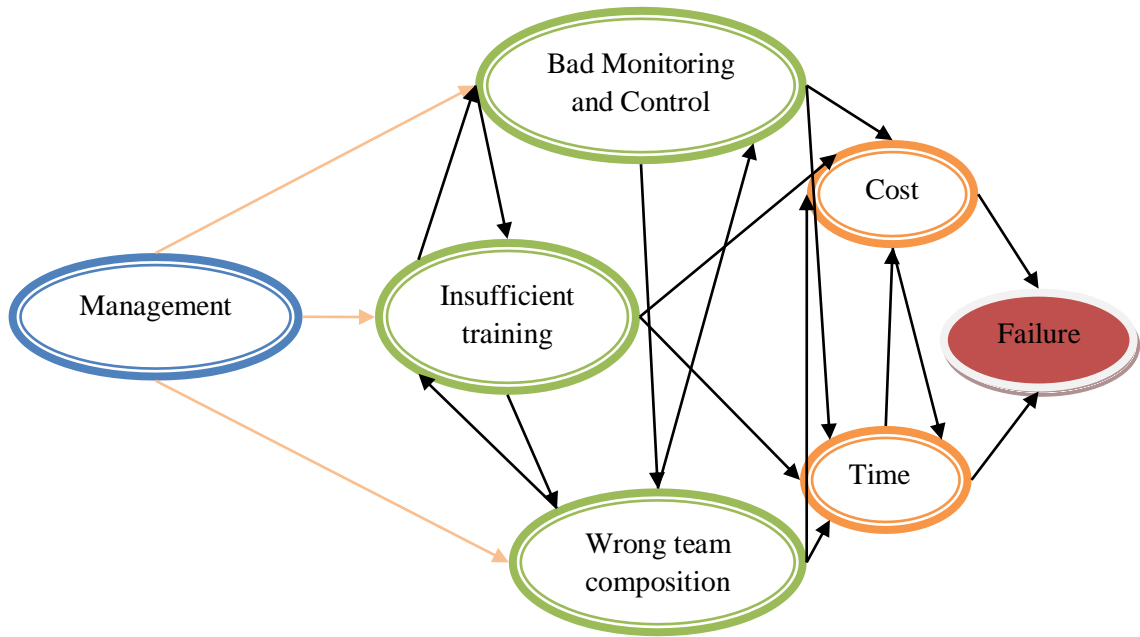 Bad Monitoring
and Control
Cost
Management
Insufficient
training
Failure
Time
Wrong team
composition